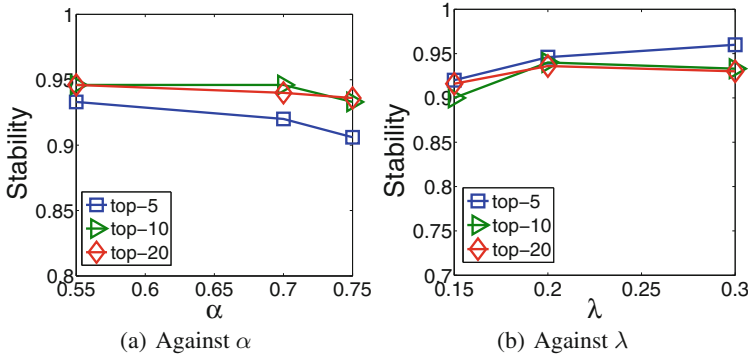 1
0.95
0.9
0.85
0.8
Stability
top-5
top-10
top-20
0.55
0.6
0.65
0.7
0.75
α
(a) Against α
1
0.95
0.9
0.85
0.8
0.75
0.7
Stability
top-5
top-10
top-20
0.15
0.2
0.25
0.3
λ
(b) Against λ